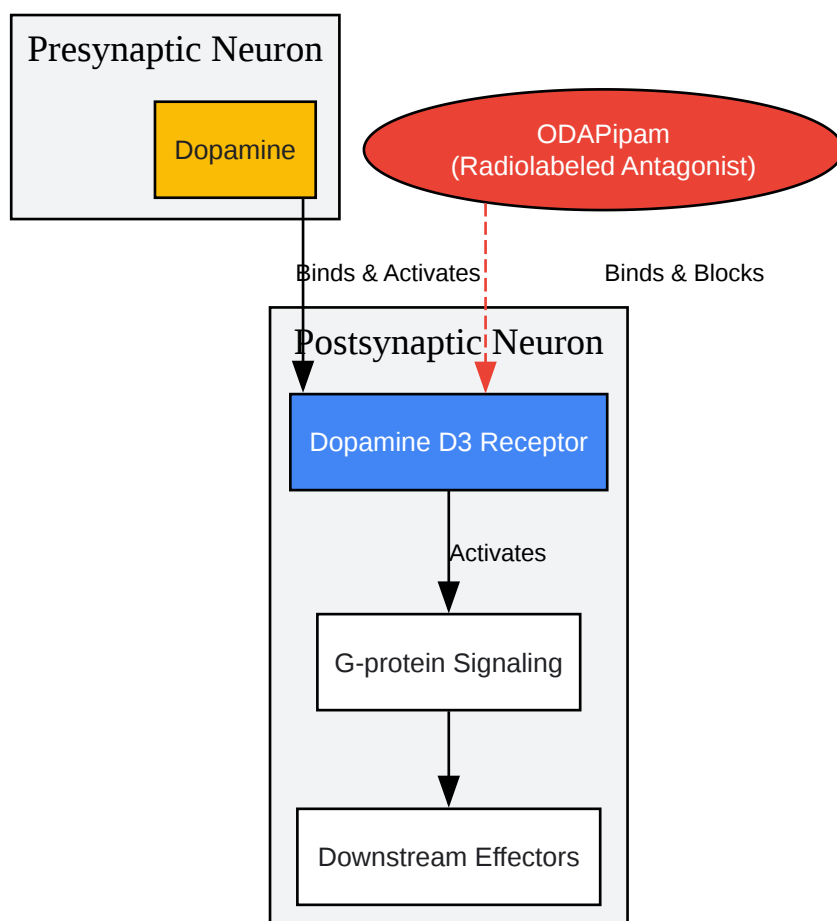 Presynaptic Neuron
Dopamine
ODAPipam
(Radiolabeled Antagonist)
Binds & Activates
Binds & Blocks
Postsynaptic Neuron
Dopamine D3 Receptor
Activates
G-protein Signaling
Downstream Effectors